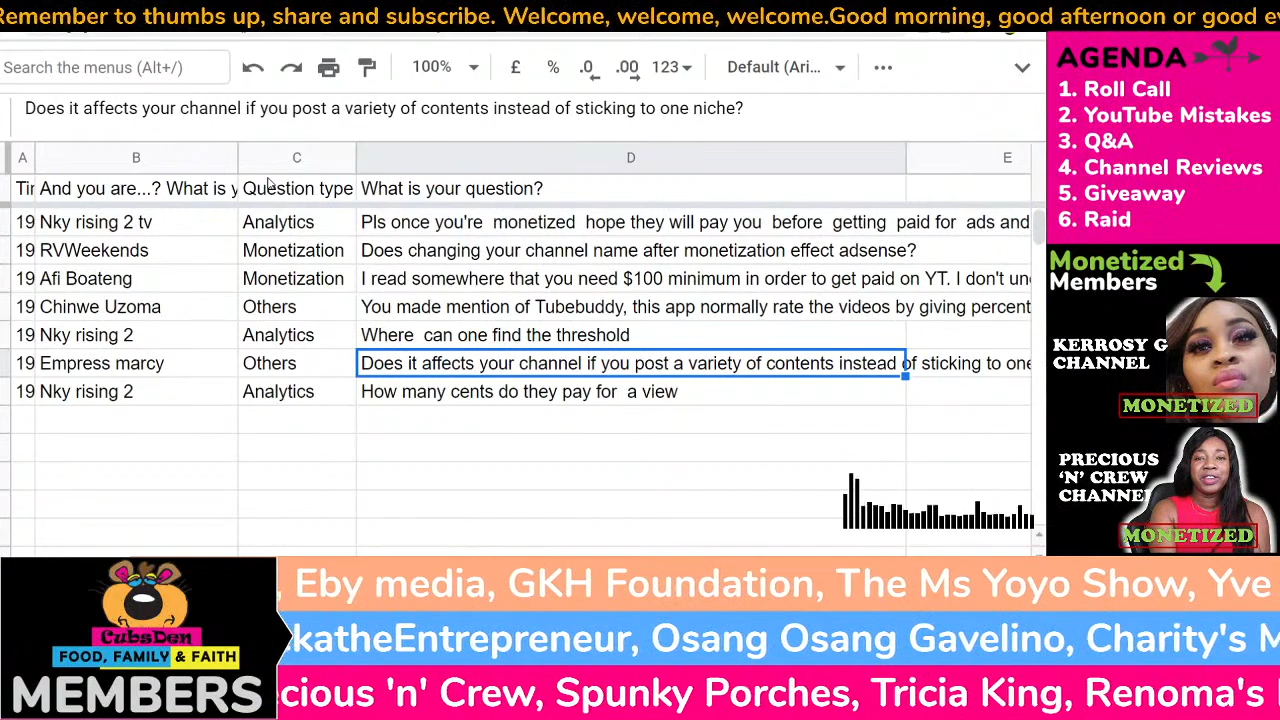 Remember to thumbs up, share and subscribe. Welcome, welcome, welcome.Good morning, good afternoon or good
Search the menus (Alt+/)
100%
£ % .0 .00 123
Default (Ari...
Does it affects your channel if you post a variety of contents instead of sticking to one niche?
A B C D E
And you are...? What is Question type What is your question?
19 Nky rising 2 tv Analytics Pls once you're monetized hope they will pay you before getting paid for ads and
19 RVWeekends Monetization Does changing your channel name after monetization effect adsense?
19 Afi Boateng Monetization I read somewhere that you need $100 minimum in order to get paid on YT. I don't
19 Chinwe Uzoma Others You made mention of Tubebuddy, this app normally rate the videos by giving percent
19 Nky rising 2 Analytics Where can one find the threshold
19 Empress marcy Others Does it affects your channel if you post a variety of contents instead of sticking to one
19 Nky rising 2 Analytics How many cents do they pay for a view
AGENDA
1. Roll Call
2. YouTube Mistakes
3. Q&A
4. Channel Reviews
5. Giveaway
6. Raid
Monetized
Members
KERROSY G
CHANNEL
MONETIZED
PRECIOUS
'N' CREW
CHANNEL
MONETIZED
CubsDen
FOOD, FAMILY & FAITH
MEMBERS
, Eby media, GKH Foundation, The Ms Yoyo Show, Yve
katheEntrepreneur, Osang Osang Gavelino, Charity's
cious 'n' Crew, Spunky Porches, Tricia King, Renoma's